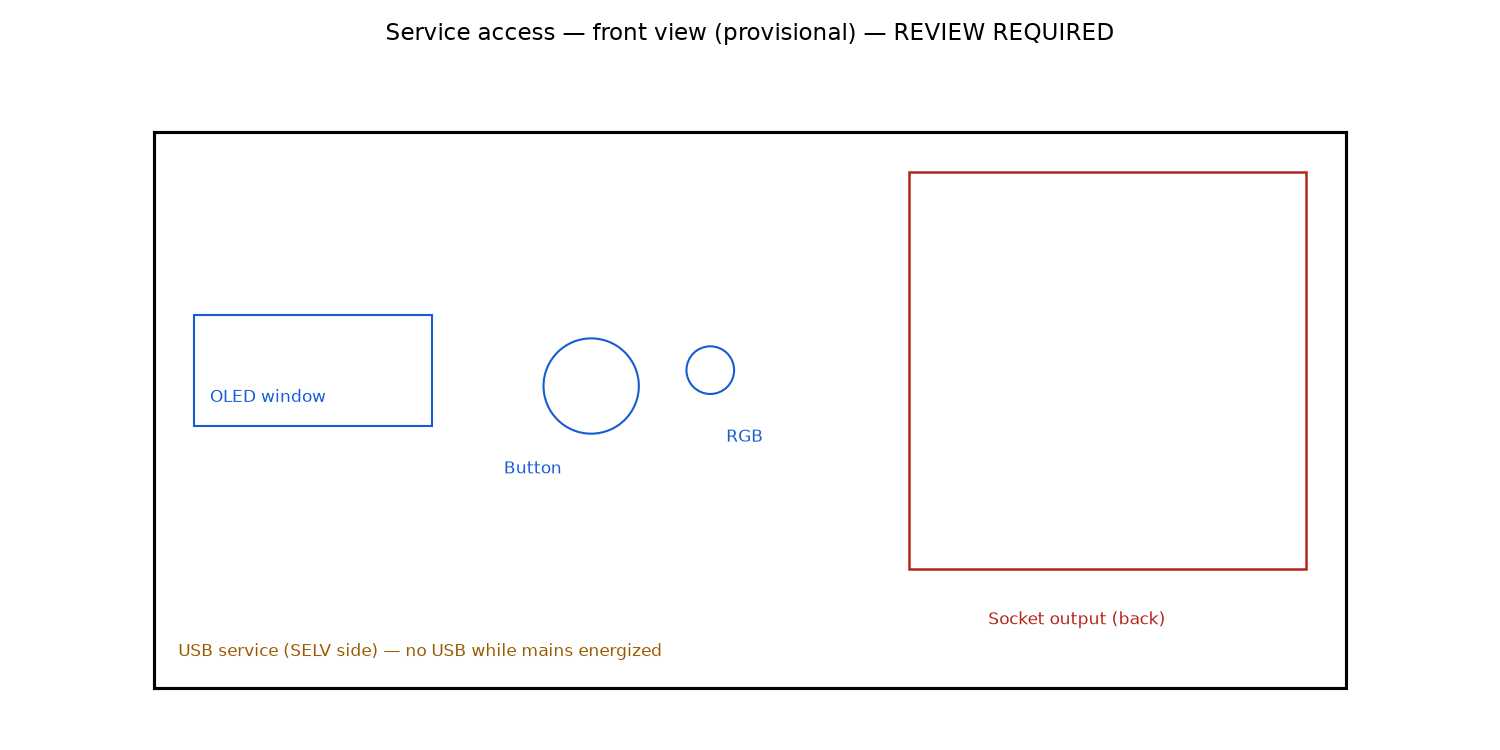 Service access — front view (provisional) — REVIEW REQUIRED
OLED window
RGB
Button
Socket output (back)
USB service (SELV side) — no USB while mains energized